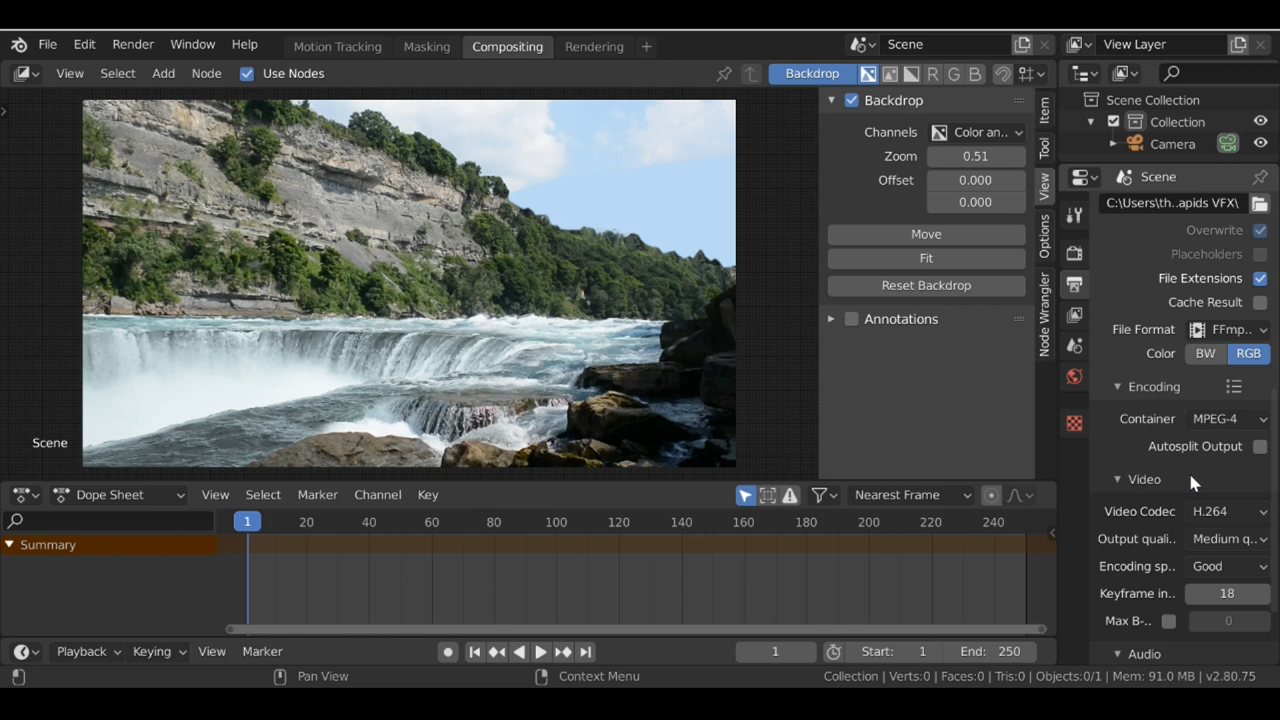 File Edit Render Window Help Motion Tracking Masking Compositing Rendering + Scene View Layer
View Select Add Node Use Nodes Backdrop R G B
Backdrop
Channels Color an..
Zoom 0.51
Offset 0.000
0.000
Move
Fit
Reset Backdrop
Annotations
Item
Tool
View
Options
Node Wrangler
Scene Collection
Collection
Camera
Scene
C:\Users\th..apids VFX\
Overwrite
Placeholders
File Extensions
Cache Result
File Format FFmp..
Color BW RGB
Encoding
Container MPEG-4
Autosplit Output
Video
Video Codec H.264
Output quali.. Medium q..
Encoding sp.. Good
Keyframe in.. 18
Max B-.. 0
Audio
Scene
Dope Sheet View Select Marker Channel Key Nearest Frame
1 20 40 60 80 100 120 140 160 180 200 220 240
Summary
Playback Keying View Marker 1 Start: 1 End: 250
Pan View Context Menu Collection | Verts:0 | Faces:0 | Tris:0 | Objects:0/1 | Mem: 91.0 MB | v2.80.75